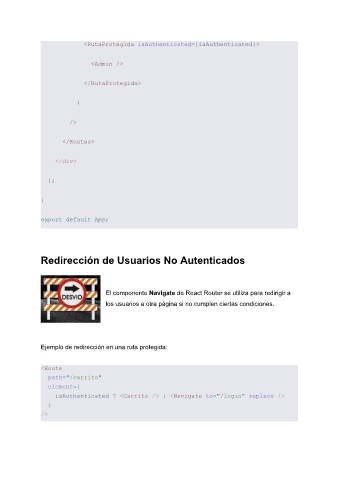 <RutaProtegida isAuthenticated={isAuthenticated}>
<Admin />
</RutaProtegida>
}
/>
</Routes>
</div>
);
}
export default App;
Redirección de Usuarios No Autenticados
DESVIO
El componente Navigate de React Router se utiliza para redirigir a
los usuarios a otra página si no cumplen ciertas condiciones.
Ejemplo de redirección en una ruta protegida:
<Route
path="/carrito"
element={
isAuthenticated ? <Carrito /> : <Navigate to="/login" replace />
}
/>